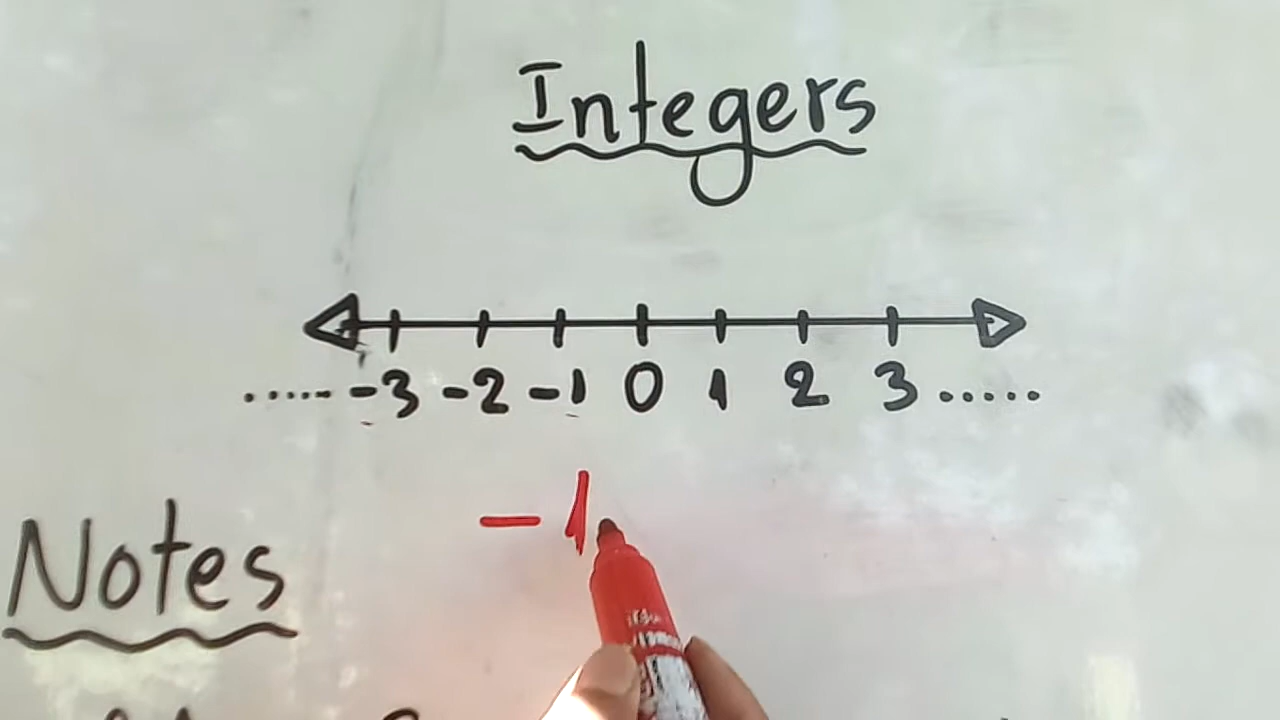 Integers
..... -3 -2 -1 0 1 2 3 .....
- 1
Notes